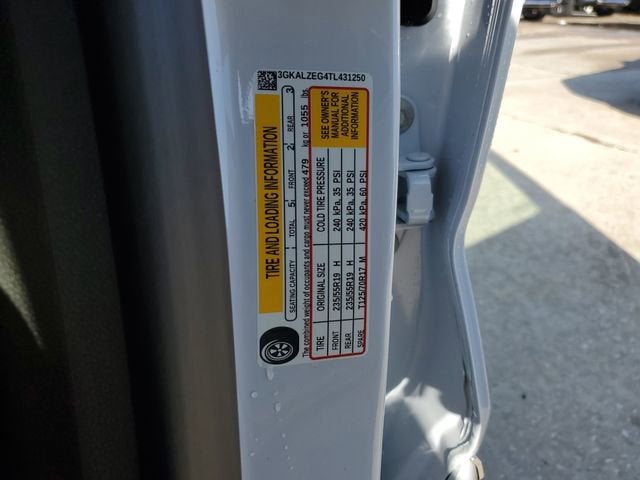 3GKALZEG4TL431250
TIRE AND LOADING INFORMATION
SEATING CAPACITY TOTAL 5 FRONT 2 REAR 3
The combined weight of occupants and cargo must never exceed 479 kg or 1055 lbs.
TIRE ORIGINAL SIZE COLD TIRE PRESSURE
FRONT 235/55R19 H 240 kPa, 35 PSI
REAR 235/55R19 H 240 kPa, 35 PSI
SPARE T125/70R17 M 420 kPa, 60 PSI
SEE OWNER'S
MANUAL FOR
ADDITIONAL
INFORMATION